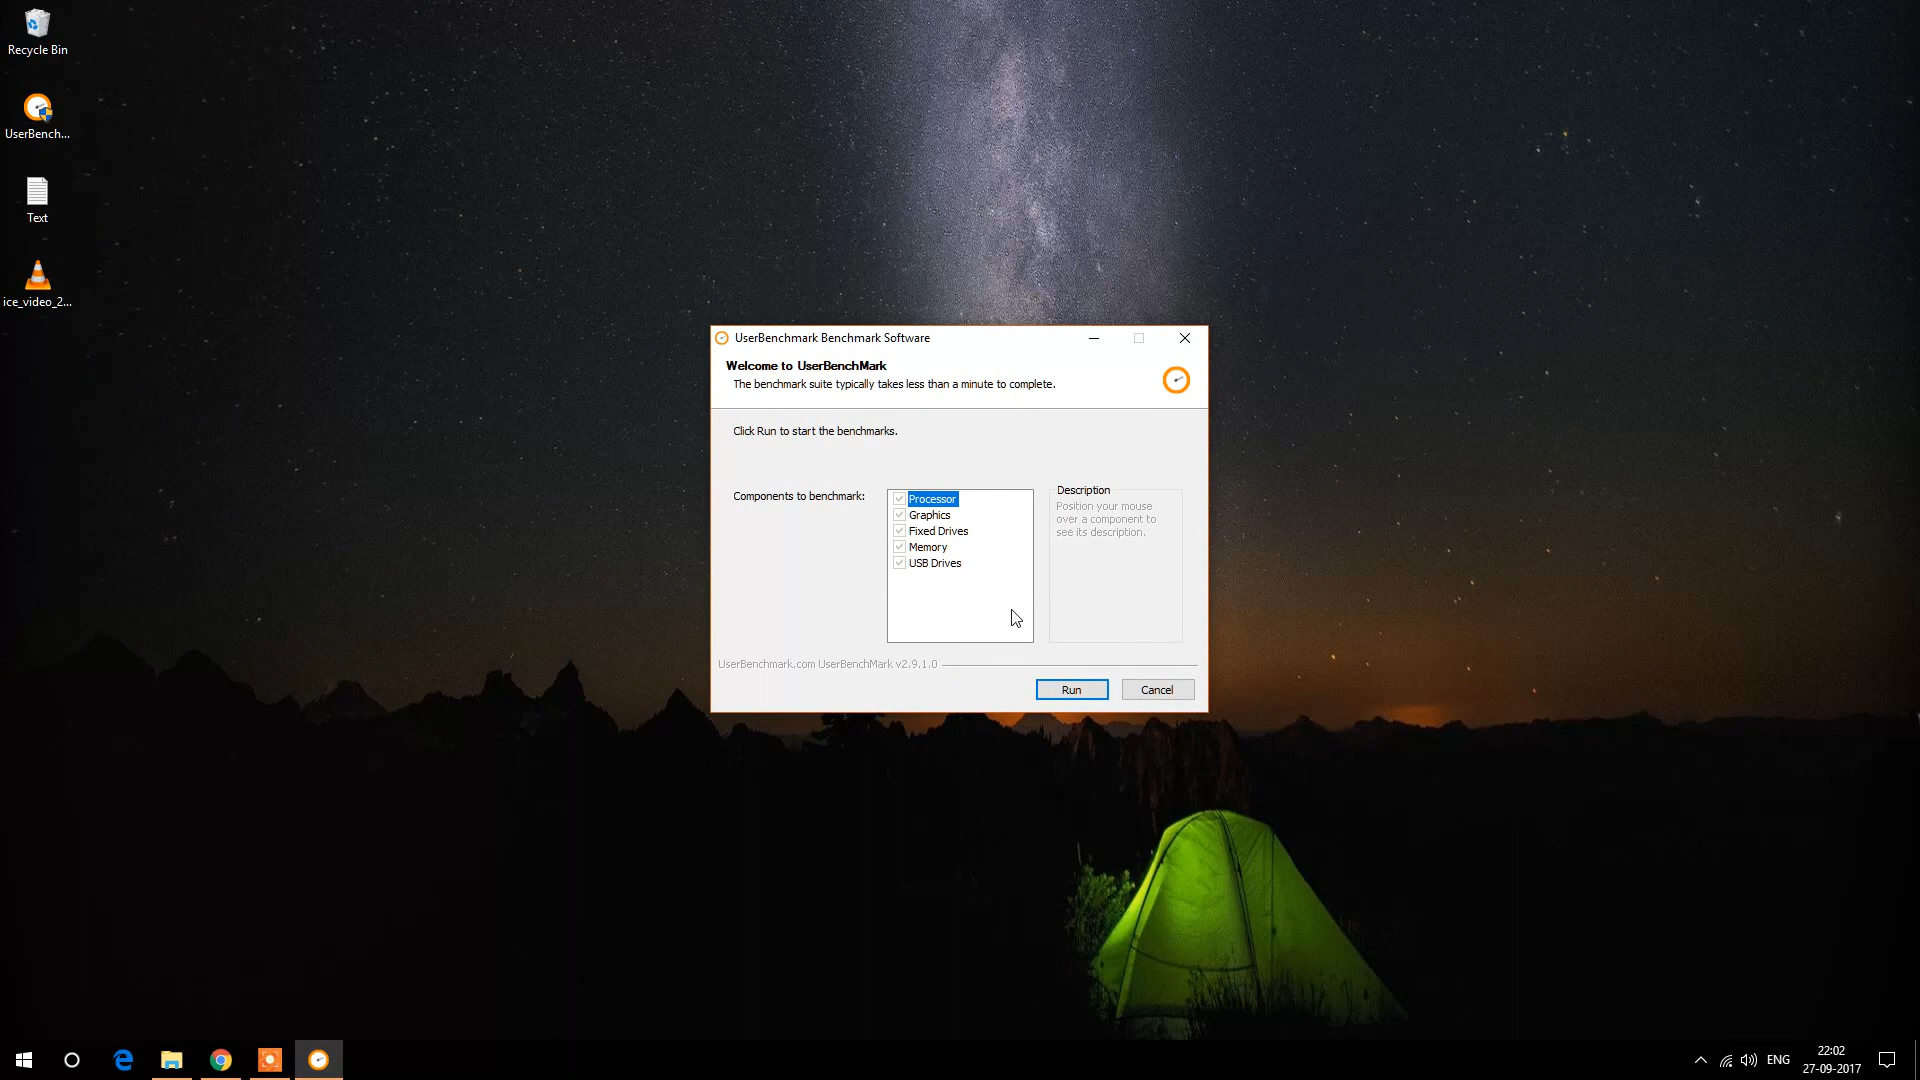 Recycle Bin
UserBench...
Text
ice_video_2...
UserBenchmark Benchmark Software
Welcome to UserBenchMark
The benchmark suite typically takes less than a minute to complete.
Click Run to start the benchmarks.
Components to benchmark:
Processor
Graphics
Fixed Drives
Memory
USB Drives
Description
Position your mouse
over a component to
see its description.
UserBenchmark.com UserBenchMark v2.9.1.0
Run
Cancel
ENG
22:02
27-09-2017